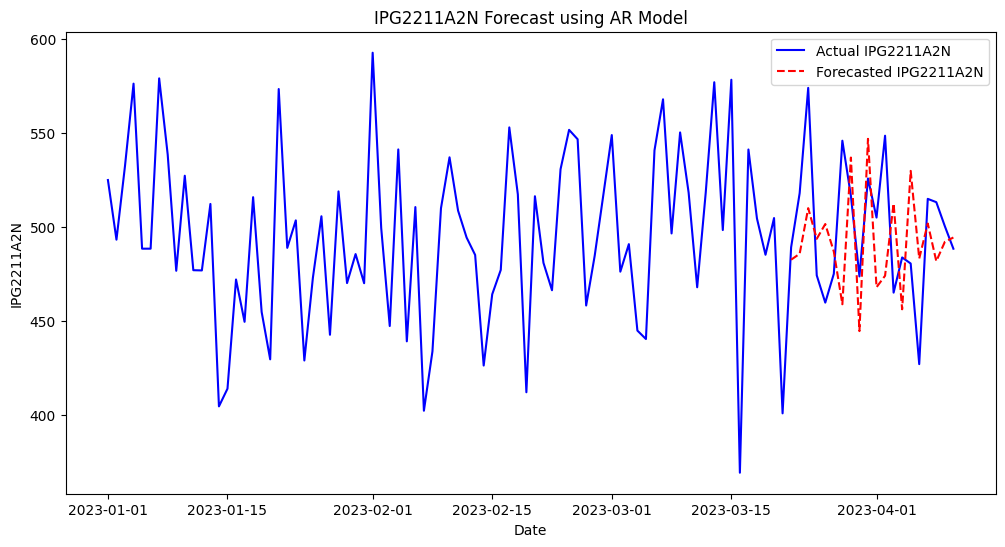 IPG2211A2N Forecast using AR Model
Actual IPG2211A2N
Forecasted IPG2211A2N
IPG2211A2N
600
550
500
450
400
2023-01-01
2023-01-15
2023-02-01
2023-02-15
2023-03-01
2023-03-15
2023-04-01
Date